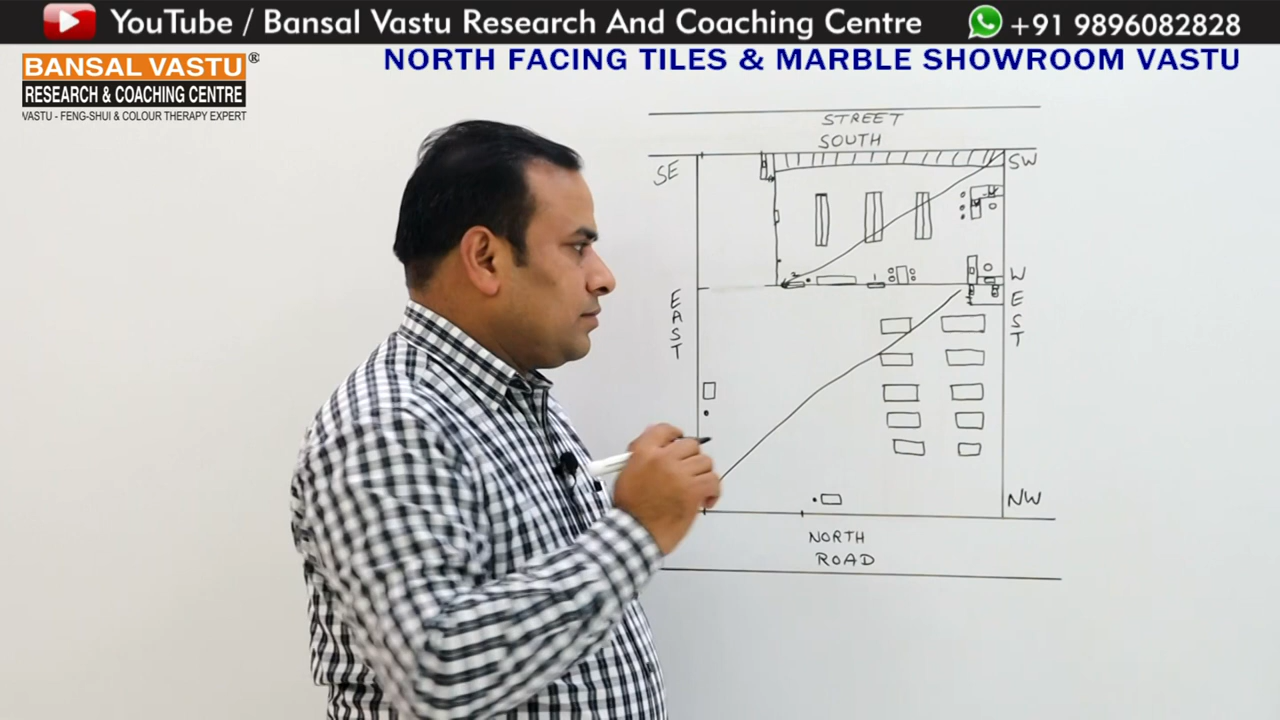 YouTube / Bansal Vastu Research And Coaching Centre
+91 9896082828
BANSAL VASTU®
RESEARCH & COACHING CENTRE
VASTU - FENG-SHUI & COLOUR THERAPY EXPERT
NORTH FACING TILES & MARBLE SHOWROOM VASTU
STREET
SOUTH
SE
SW
W
EAST
WEST
NW
NORTH
ROAD